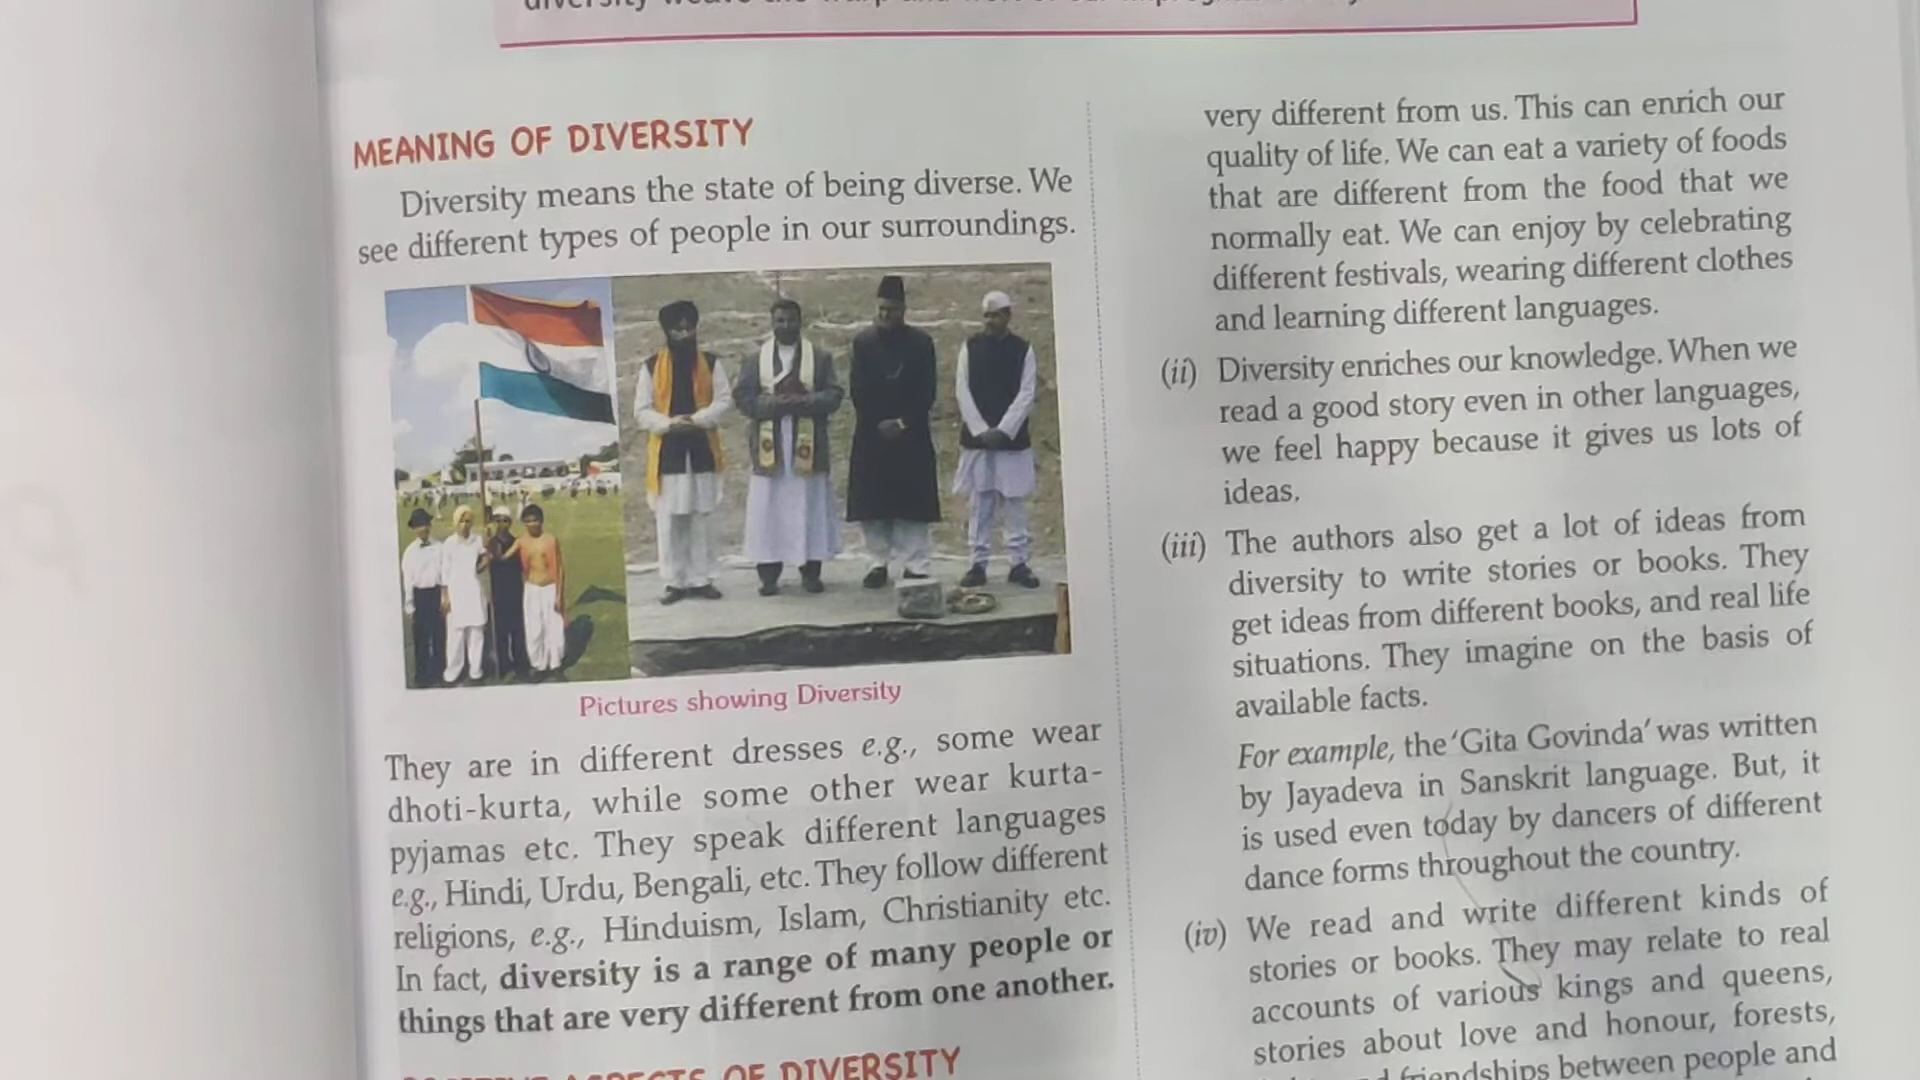 MEANING OF DIVERSITY
Diversity means the state of being diverse. We
see different types of people in our surroundings.
Pictures showing Diversity
They are in different dresses e.g., some wear
dhoti-kurta, while some other wear kurta-
pyjamas etc. They speak different languages
e.g., Hindi, Urdu, Bengali, etc. They follow different
religions, e.g., Hinduism, Islam, Christianity etc.
In fact, diversity is a range of many people or
things that are very different from one another.
ASPECTS OF DIVERSITY
very different from us. This can enrich our
quality of life. We can eat a variety of foods
that are different from the food that we
normally eat. We can enjoy by celebrating
different festivals, wearing different clothes
and learning different languages.
(ii) Diversity enriches our knowledge. When we
read a good story even in other languages,
we feel happy because it gives us lots of
ideas.
(iii) The authors also get a lot of ideas from
diversity to write stories or books. They
get ideas from different books, and real life
situations. They imagine on the basis of
available facts.
For example, the 'Gita Govinda' was written
by Jayadeva in Sanskrit language. But, it
is used even today by dancers of different
dance forms throughout the country.
(iv) We read and write different kinds of
stories or books. They may relate to real
accounts of various kings and queens,
stories about love and honour, forests,
friendships between people and